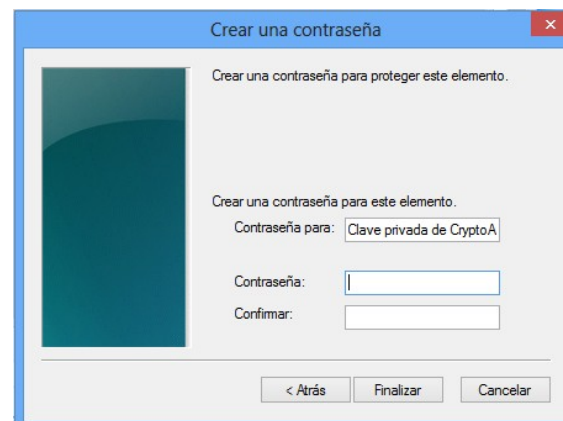 Crear una contraseña
×
Crear una contraseña para proteger este elemento.
Crear una contraseña para este elemento.
Contraseña para: Clave privada de CryptoA
Contraseña:
Confirmar:
< Atrás Finalizar Cancelar